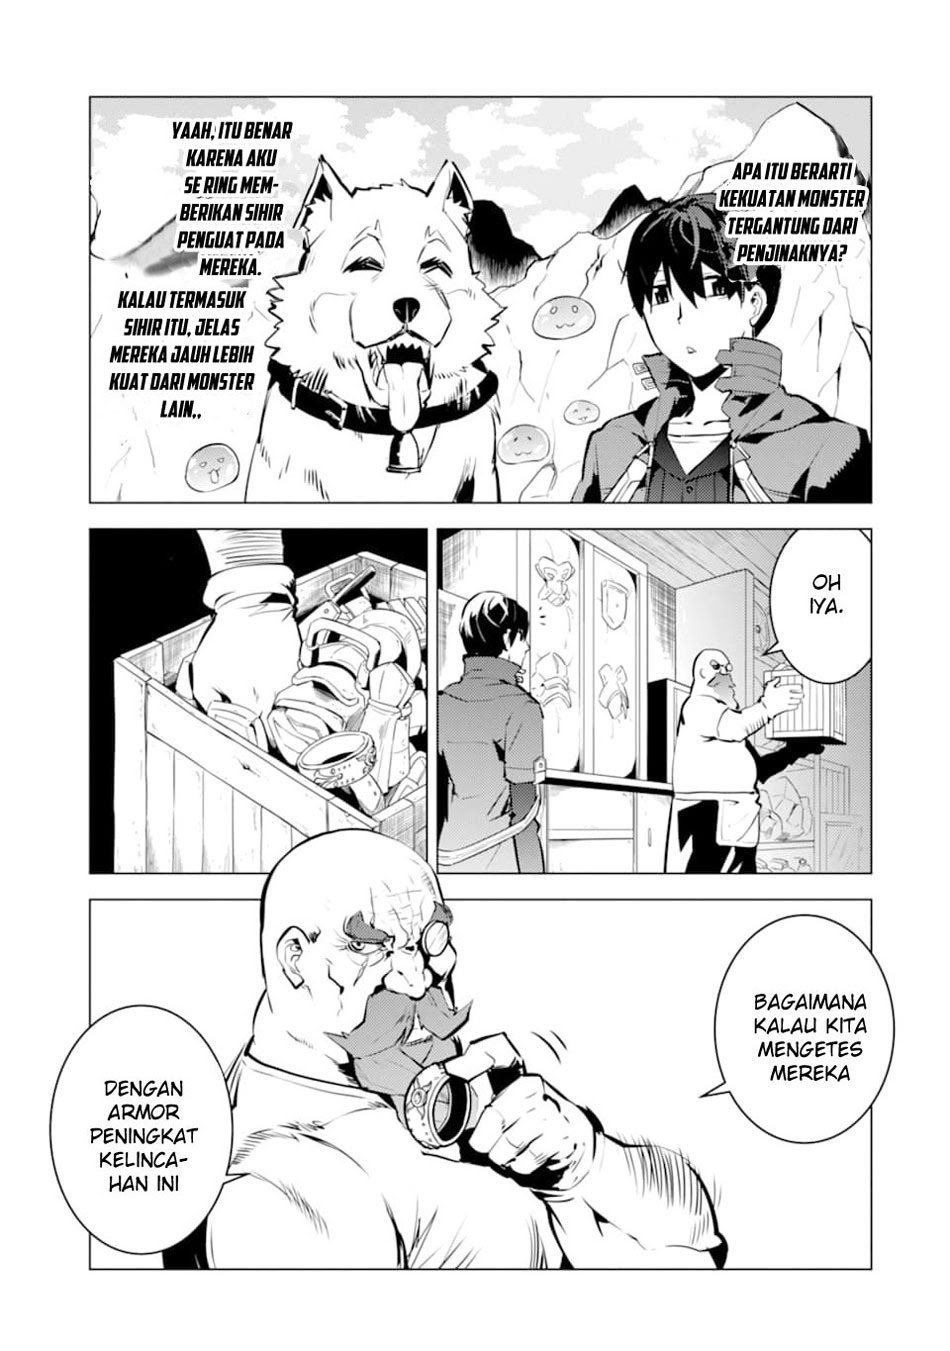 APA ITU BERARTI
KEKUATAN MONSTER
TERGANTUNG DARI
PENJINAKNYA?
YAAH, ITU BENAR
KARENA AKU
SE RING MEM-
BERIKAN SIHIR
PENGUAT PADA
MEREKA.
KALAU TERMASUK
SIHIR ITU, JELAS
MEREKA JAUH LEBIH
KUAT DARI MONSTER
LAIN,,
OH
IYA.
BAGAIMANA
KALAU KITA
MENGETES
MEREKA
DENGAN
ARMOR
PENINGKAT
KELINCA-
HAN INI